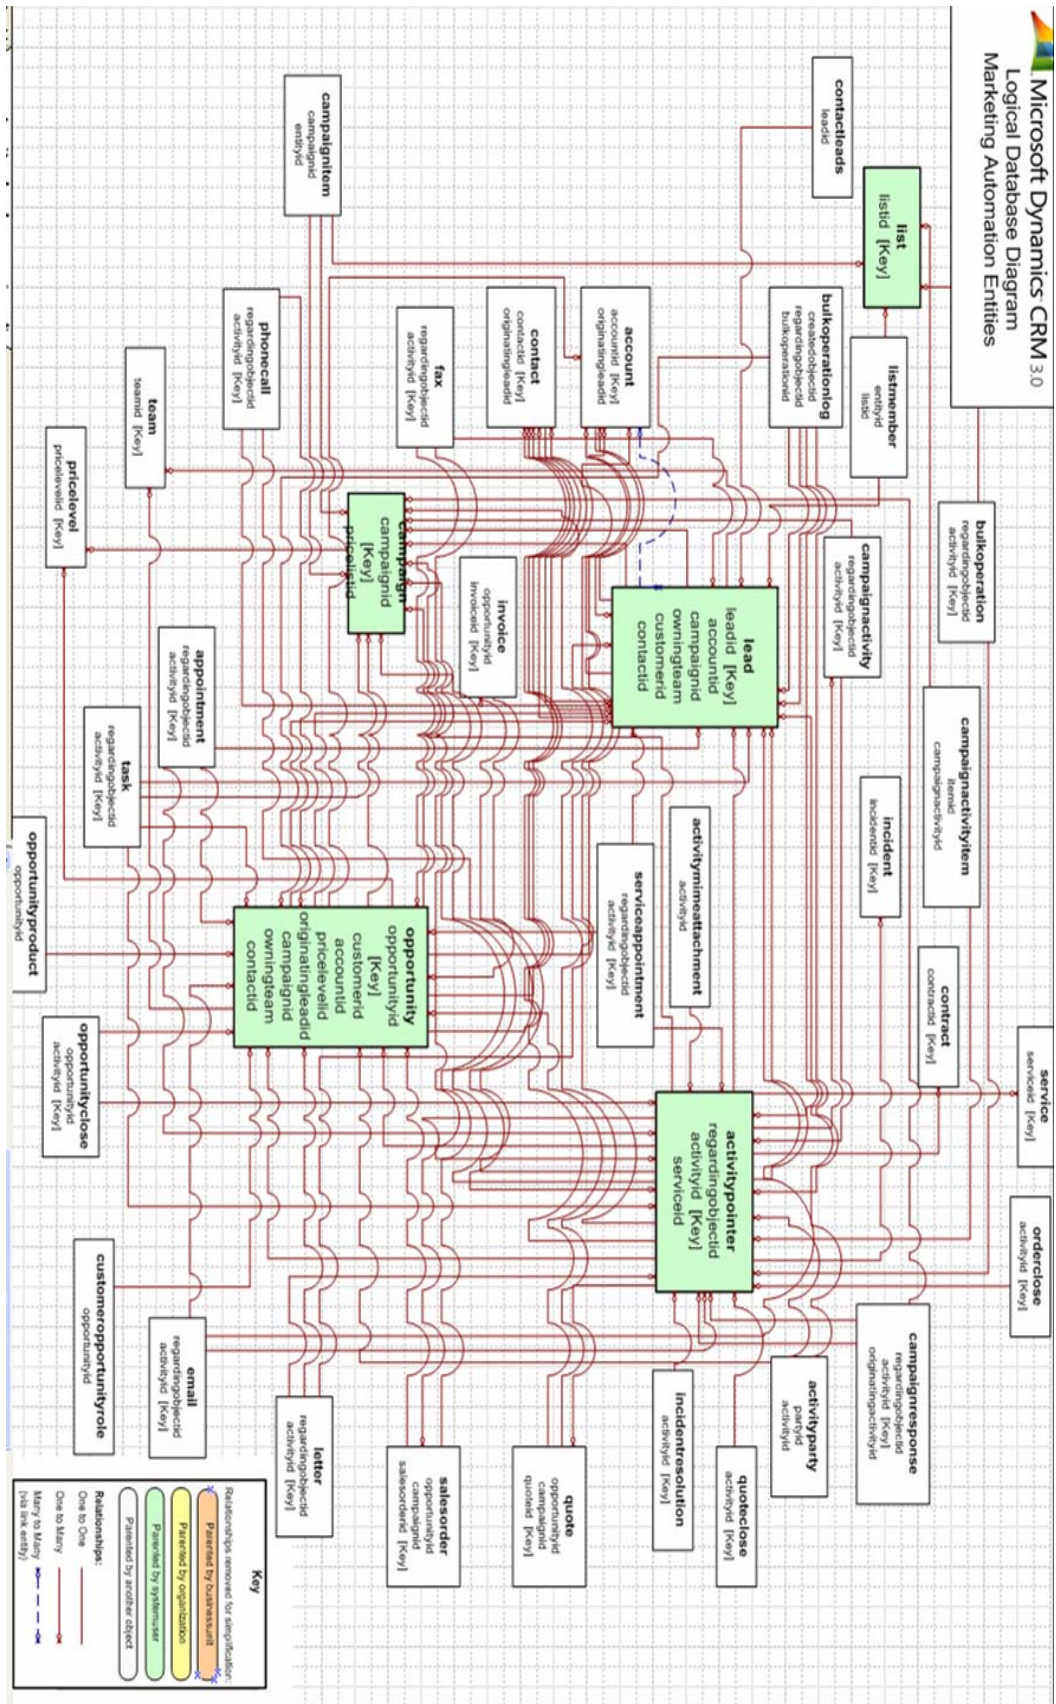 Microsoft Dynamics CRM 3.0
Logical Database Diagram
Marketing Automation Entities
contactleads
leadid
list
listid [Key]
campaignitem
campaignid
entityid
listmember
entityid
listid
bulkoperationlog
createdobjectid
regardingobjectid
bulkoperationid
account
accountid [Key]
originatingleadid
contact
contactid [Key]
originatingleadid
fax
regardingobjectid
activityid [Key]
phonecall
regardingobjectid
activityid [Key]
team
teamid [Key]
pricelevel
pricelevelid [Key]
bulkoperation
regardingobjectid
activityid [Key]
campaignactivity
regardingobjectid
activityid [Key]
lead
leadid [Key]
accountid
campaignid
owningteam
customerid
contactid
invoice
opportunityid
invoiceid [Key]
campaign
campaignid
[Key]
pricelistid
appointment
regardingobjectid
activityid [Key]
task
regardingobjectid
activityid [Key]
campaignactivityitem
itemid
campaignactivityid
incident
incidentid [Key]
activitymimeattachment
activityid
serviceappointment
regardingobjectid
activityid [Key]
opportunity
opportunityid
[Key]
customerid
accountid
pricelevelid
originatingleadid
campaignid
owningteam
contactid
opportunityproduct
opportunityid
contract
contractid [Key]
service
serviceid [Key]
opportunityclose
opportunityid
activityid [Key]
activitypointer
regardingobjectid
activityid [Key]
serviceid
orderclose
activityid [Key]
customeropportunityrole
opportunityid
campaignresponse
regardingobjectid
activityid [Key]
originatingactivityid
email
regardingobjectid
activityid [Key]
activityparty
partyid
activityid
incidentresolution
activityid [Key]
letter
regardingobjectid
activityid [Key]
quoteclose
activityid [Key]
quote
opportunityid
campaignid
quoteid [Key]
salesorder
opportunityid
campaignid
salesorderid [Key]
Key
Relationships removed for simplification:
Parented by businessunit
Parented by organization
Parented by systemuser
Parented by another object
Relationships:
One to One
One to Many
Many to Many
(via link entity)